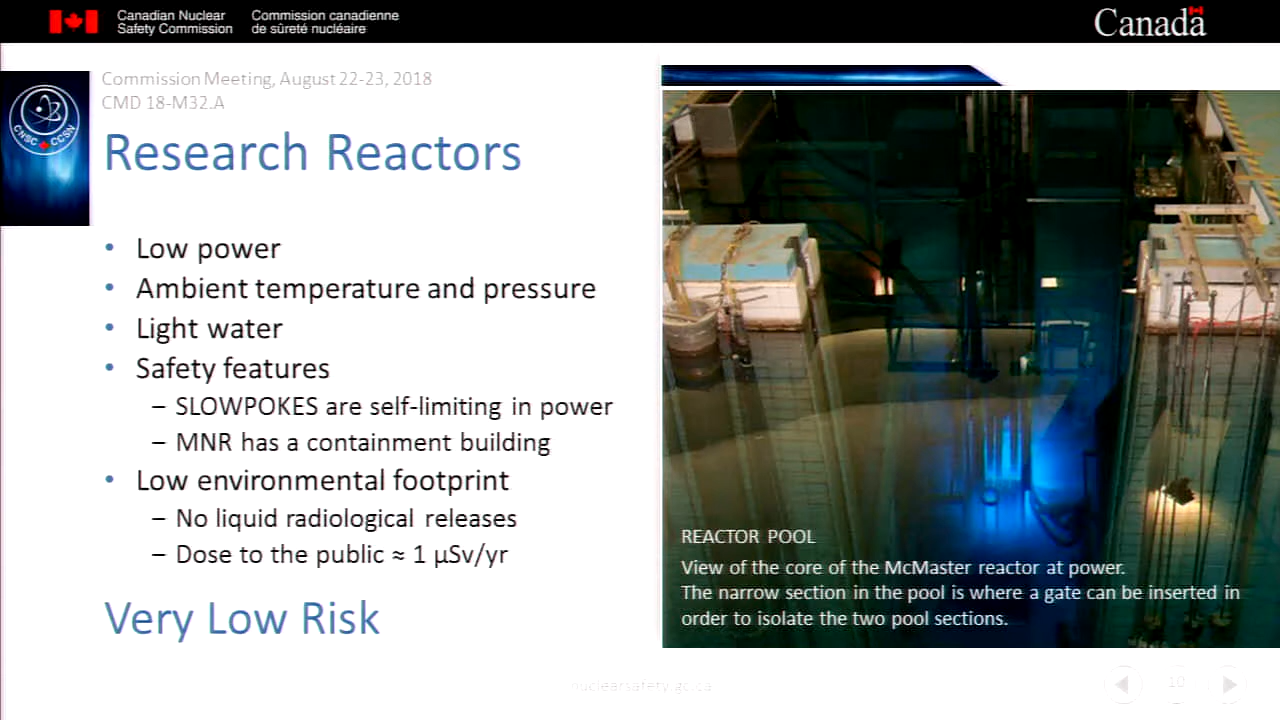 Canadian Nuclear
Safety Commission
Commission canadienne
de sûreté nucléaire
Canada
Commission Meeting, August 22-23, 2018
CMD 18-M32.A
CNSC CCSN
Research Reactors
• Low power
• Ambient temperature and pressure
• Light water
• Safety features
– SLOWPOKES are self-limiting in power
– MNR has a containment building
• Low environmental footprint
– No liquid radiological releases
– Dose to the public ≈ 1 µSv/yr
Very Low Risk
REACTOR POOL
View of the core of the McMaster reactor at power.
The narrow section in the pool is where a gate can be inserted in
order to isolate the two pool sections.
nuclearsafety.gc.ca
10